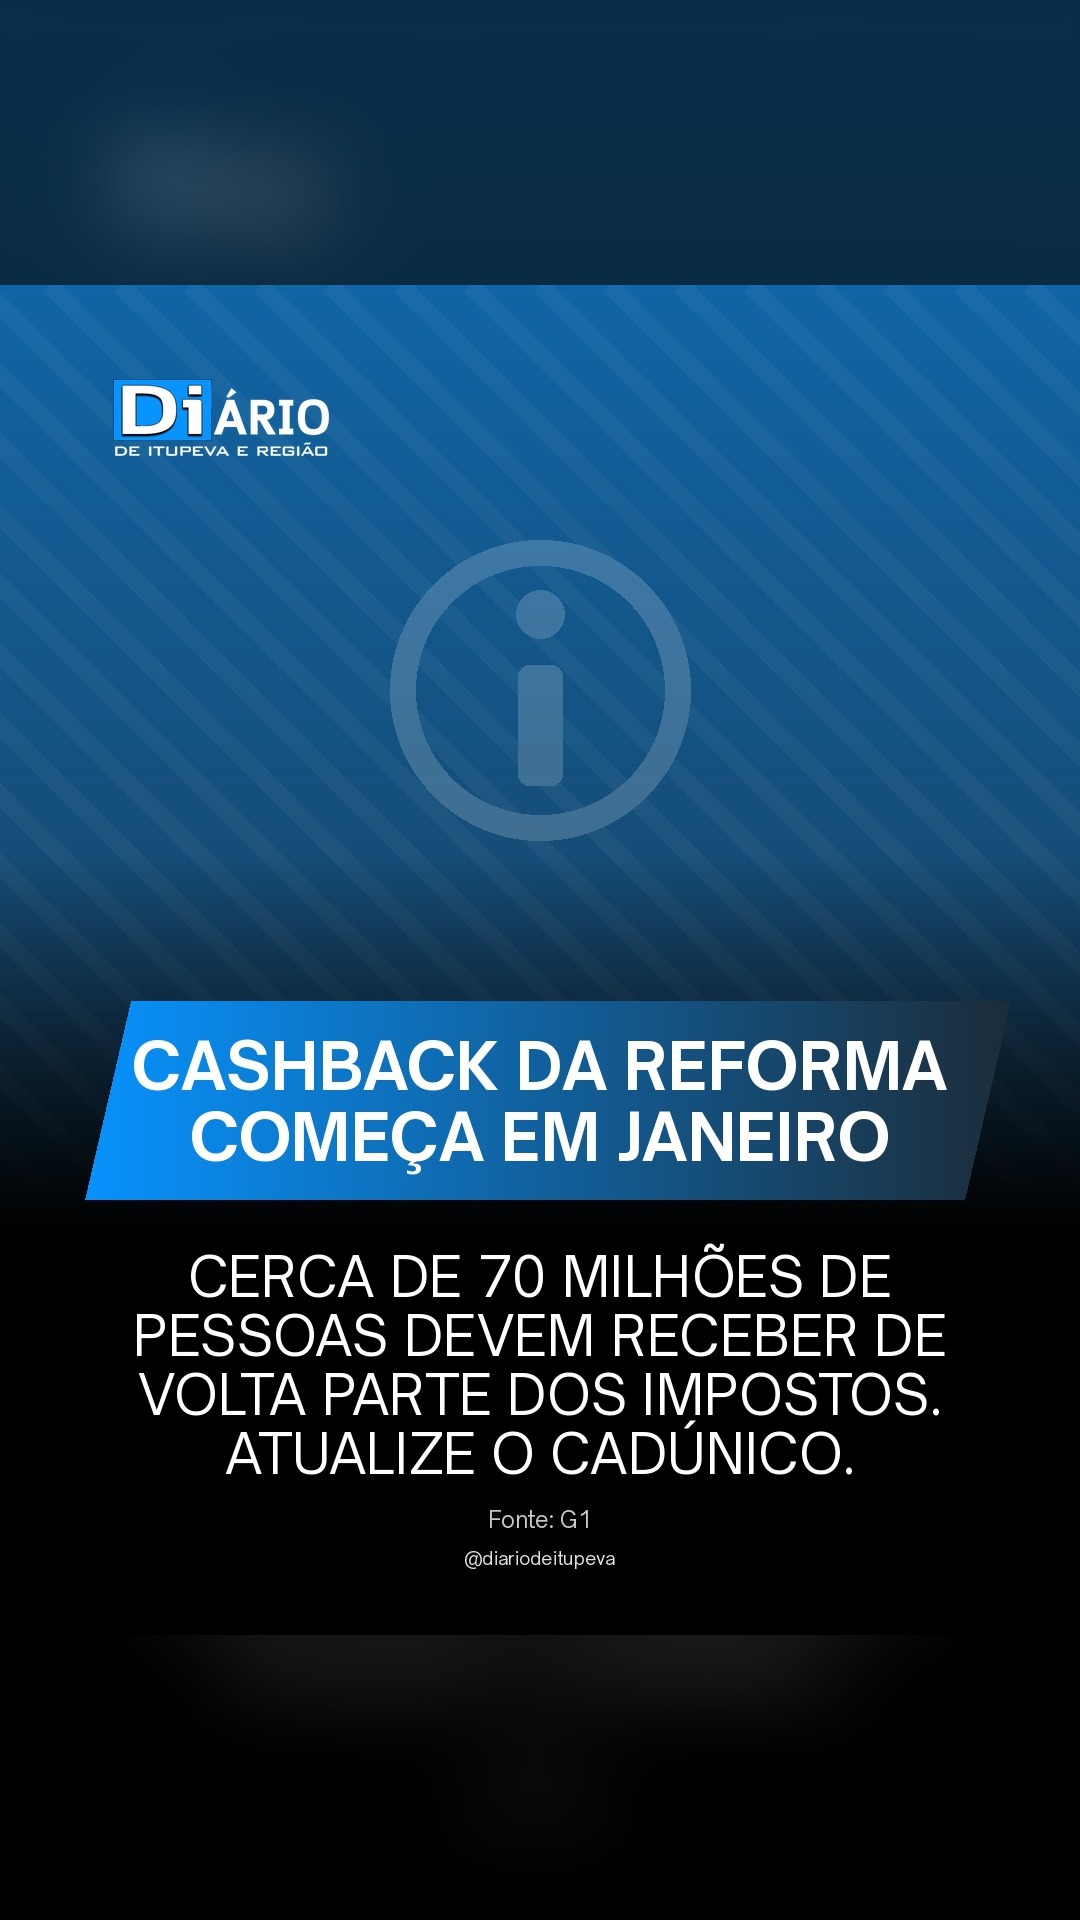 DiÁRIO
DE ITUPEVA E REGIÃO
CASHBACK DA REFORMA
COMEÇA EM JANEIRO
CERCA DE 70 MILHÕES DE
PESSOAS DEVEM RECEBER DE
VOLTA PARTE DOS IMPOSTOS.
ATUALIZE O CADÚNICO.
Fonte: G1
@diariodeitupeva